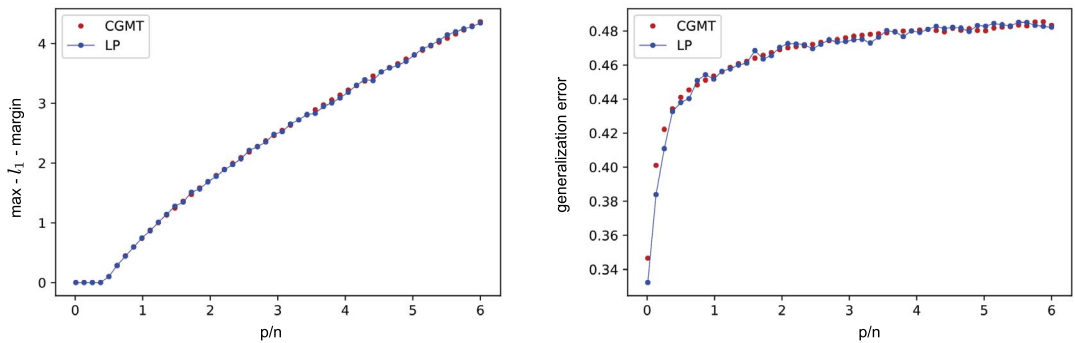 CGMT
LP
4
3
2
1
0
max - l₁ - margin
0 1 2 3 4 5 6
p/n
CGMT
LP
0.48
0.46
0.44
0.42
0.40
0.38
0.36
0.34
generalization error
0 1 2 3 4 5 6
p/n